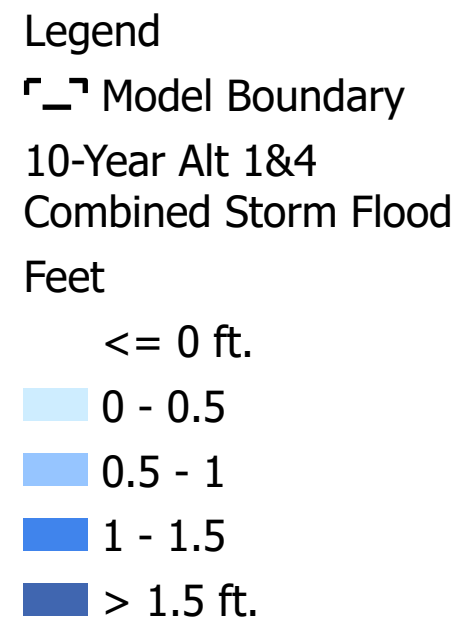 Legend
Model Boundary
10-Year Alt 1&4
Combined Storm Flood
Feet
<= 0 ft.
0 - 0.5
0.5 - 1
1 - 1.5
> 1.5 ft.